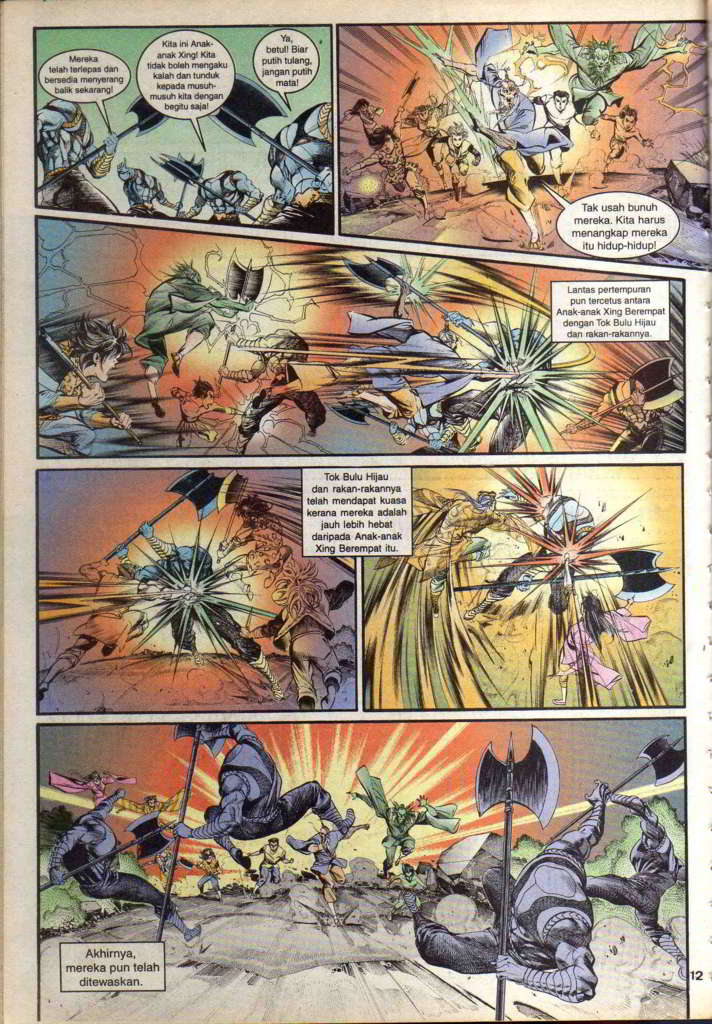 Mereka
telah terlepas dan
bersedia menyerang
balik sekarang!
Kita ini Anak-
anak Xing! Kita
tidak boleh mengaku
kalah dan tunduk
kepada musuh-
musuh kita dengan
begitu saja!
Ya,
betul! Biar
putih tulang,
jangan putih
mata!
Tak usah bunuh
mereka. Kita harus
menangkap mereka
itu hidup-hidup!
Lantas pertempuran
pun tercetus antara
Anak-anak Xing Berempat
dengan Tok Bulu Hijau
dan rakan-rakannya.
Tok Bulu Hijau
dan rakan-rakannya
telah mendapat kuasa
kerana mereka adalah
jauh lebih hebat
daripada Anak-anak
Xing Berempat itu.
Akhirnya,
mereka pun telah
ditewaskan.
12